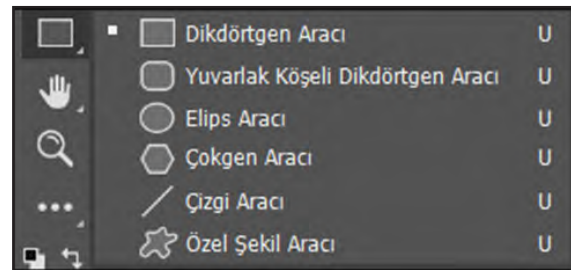 Dikdörtgen Aracı U
Yuvarlak Köşeli Dikdörtgen Aracı U
Elips Aracı U
Çokgen Aracı U
Çizgi Aracı U
Özel Şekil Aracı U